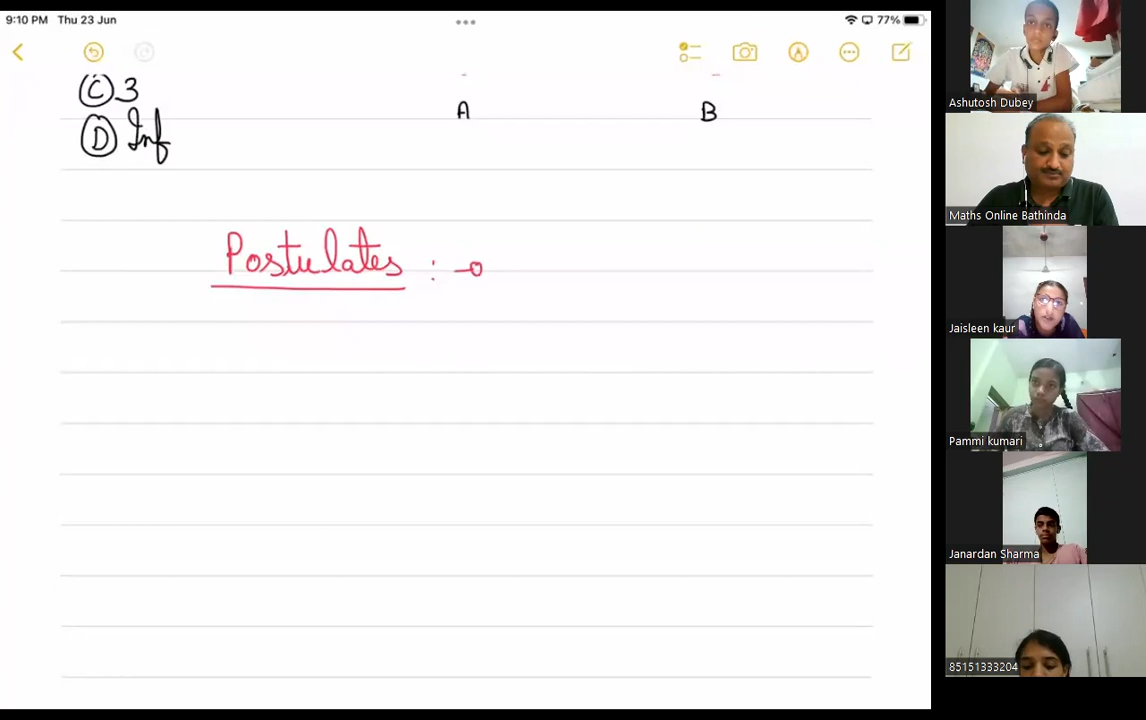 9:10 PM Thu 23 Jun
77%
(C) 3
A B
(D) Inf
Postulates :
Ashutosh Dubey
Maths Online Bathinda
Jaisleen kaur
Pammi kumari
Janardan Sharma
85151333204